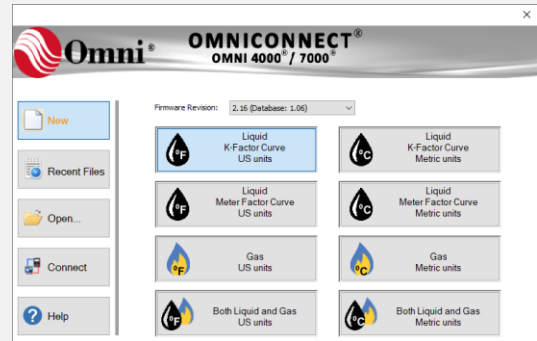 Omni®
OMNICONNECT®
OMNI 4000® / 7000®
New
Recent Files
Open...
Connect
Help
Firmware Revision:
2.16 (Database: 1.06)
°F
Liquid
K-Factor Curve
US units
°C
Liquid
K-Factor Curve
Metric units
°F
Liquid
Meter Factor Curve
US units
°C
Liquid
Meter Factor Curve
Metric units
°F
Gas
US units
°C
Gas
Metric units
°F
Both Liquid and Gas
US units
°C
Both Liquid and Gas
Metric units